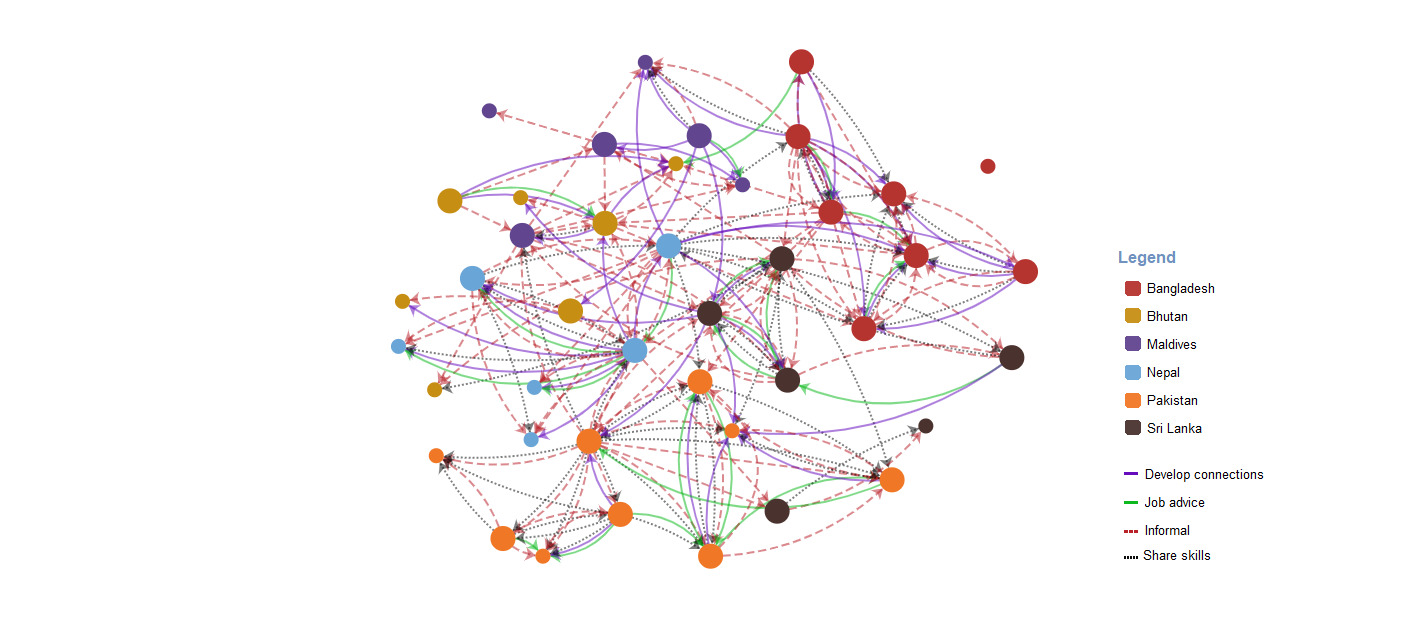 Legend
Bangladesh
Bhutan
Maldives
Nepal
Pakistan
Sri Lanka
Develop connections
Job advice
Informal
Share skills